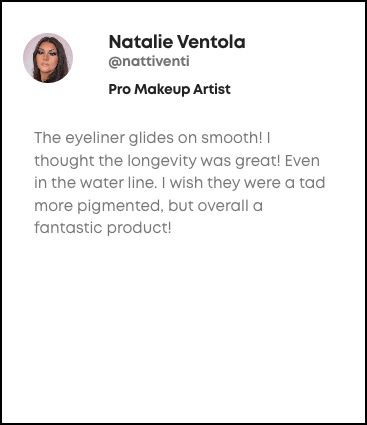 Natalie Ventola
@nattiventi
Pro Makeup Artist
The eyeliner glides on smooth! I
thought the longevity was great! Even
in the water line. I wish they were a tad
more pigmented, but overall a
fantastic product!